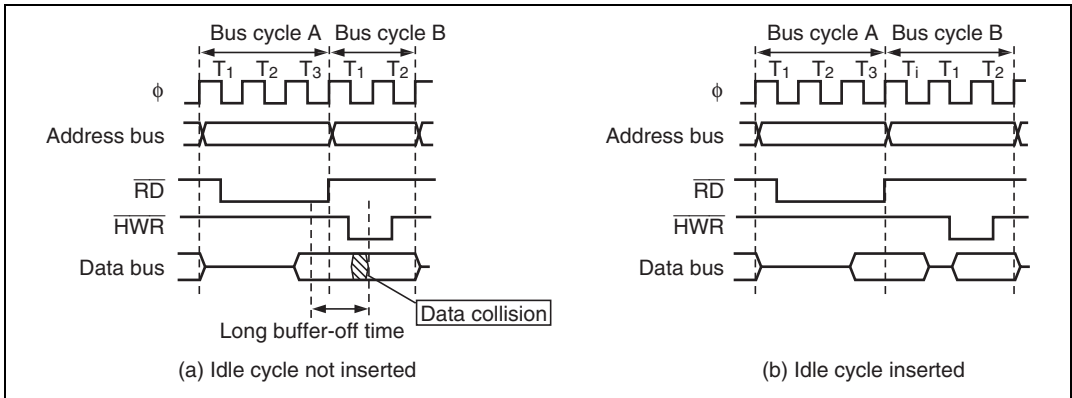 Bus cycle A Bus cycle B
T1 T2 T3 T1 T2
φ
Address bus
RD
HWR
Data bus
Data collision
Long buffer-off time
(a) Idle cycle not inserted
Bus cycle A Bus cycle B
T1 T2 T3 Ti T1 T2
φ
Address bus
RD
HWR
Data bus
(b) Idle cycle inserted